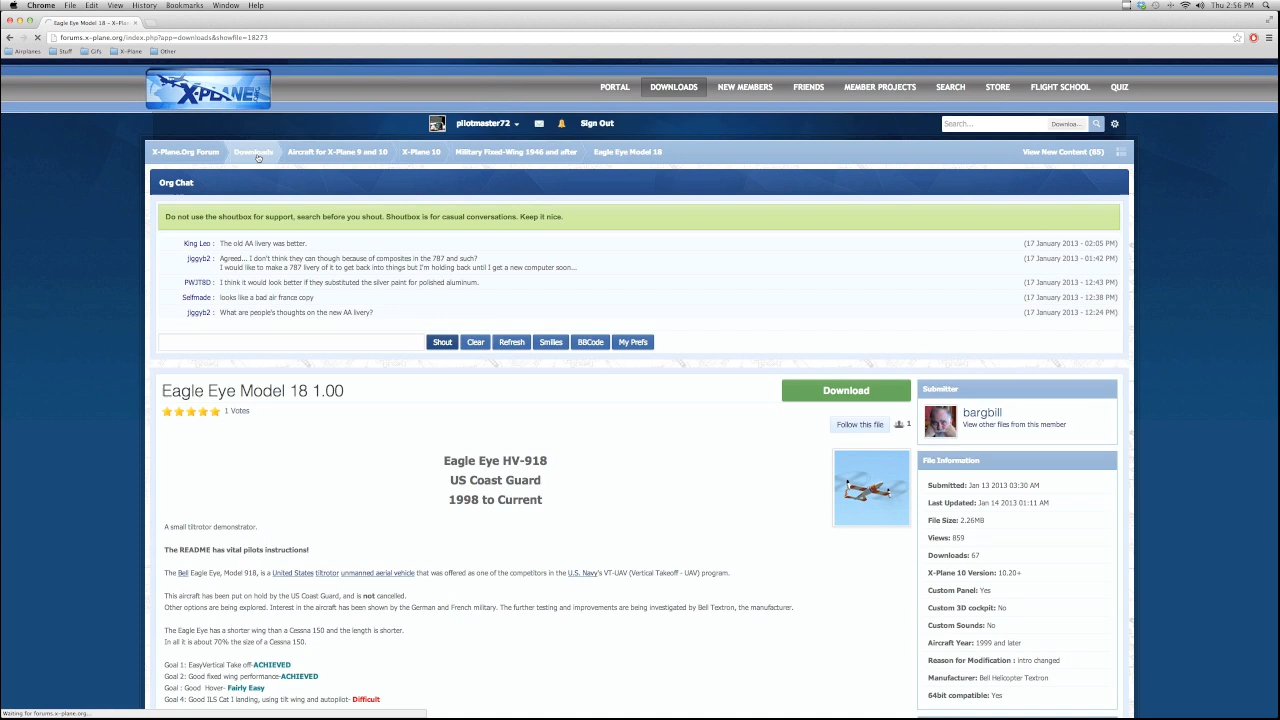 Chrome File Edit View History Bookmarks Window Help Thu 2:56 PM
Eagle Eye Model 18 - X-Plan
forums.x-plane.org/index.php?app=downloads&showfile=18273
Airplanes Stuff Gifs X-Plane Other
X-PLANE.ORG
PORTAL DOWNLOADS NEW MEMBERS FRIENDS MEMBER PROJECTS SEARCH STORE FLIGHT SCHOOL QUIZ
pilotmaster72 Sign Out Search... Downloa...
X-Plane.Org Forum Downloads Aircraft for X-Plane 9 and 10 X-Plane 10 Military Fixed-Wing 1946 and after Eagle Eye Model 18 View New Content (85)
Org Chat
Do not use the shoutbox for support, search before you shout. Shoutbox is for casual conversations. Keep it nice.
King Leo : The old AA livery was better. (17 January 2013 - 02:05 PM)
jiggyb2 : Agreed... I don't think they can though because of composites in the 787 and such? (17 January 2013 - 01:42 PM)
I would like to make a 787 livery of it to get back into things but I'm holding back until I get a new computer soon...
PWJT8D : I think it would look better if they substituted the silver paint for polished aluminum. (17 January 2013 - 12:43 PM)
Selfmade : looks like a bad air france copy (17 January 2013 - 12:38 PM)
jiggyb2 : What are people's thoughts on the new AA livery? (17 January 2013 - 12:24 PM)
Shout Clear Refresh Smilies BBCode My Prefs
Eagle Eye Model 18 1.00
Download
1 Votes
Follow this file 1
Eagle Eye HV-918
US Coast Guard
1998 to Current
A small tiltrotor demonstrator.
The README has vital pilots instructions!
The Bell Eagle Eye, Model 918, is a United States tiltrotor unmanned aerial vehicle that was offered as one of the competitors in the U.S. Navy's VT-UAV (Vertical Takeoff - UAV) program.
This aircraft has been put on hold by the US Coast Guard, and is not cancelled.
Other options are being explored. Interest in the aircraft has been shown by the German and French military. The further testing and improvements are being investigated by Bell Textron, the manufacturer.
The Eagle Eye has a shorter wing than a Cessna 150 and the length is shorter.
In all it is about 70% the size of a Cessna 150.
Goal 1: EasyVertical Take off-ACHIEVED
Goal 2: Good fixed wing performance-ACHIEVED
Goal : Good Hover- Fairly Easy
Goal 4: Good ILS Cat I landing, using tilt wing and autopilot- Difficult
Submitter
bargbill
View other files from this member
File Information
Submitted: Jan 13 2013 03:30 AM
Last Updated: Jan 14 2013 01:11 AM
File Size: 2.26MB
Views: 859
Downloads: 67
X-Plane 10 Version: 10.20+
Custom Panel: Yes
Custom 3D cockpit: No
Custom Sounds: No
Aircraft Year: 1999 and later
Reason for Modification : intro changed
Manufacturer: Bell Helicopter Textron
64bit compatible: Yes
Waiting for forums.x-plane.org...